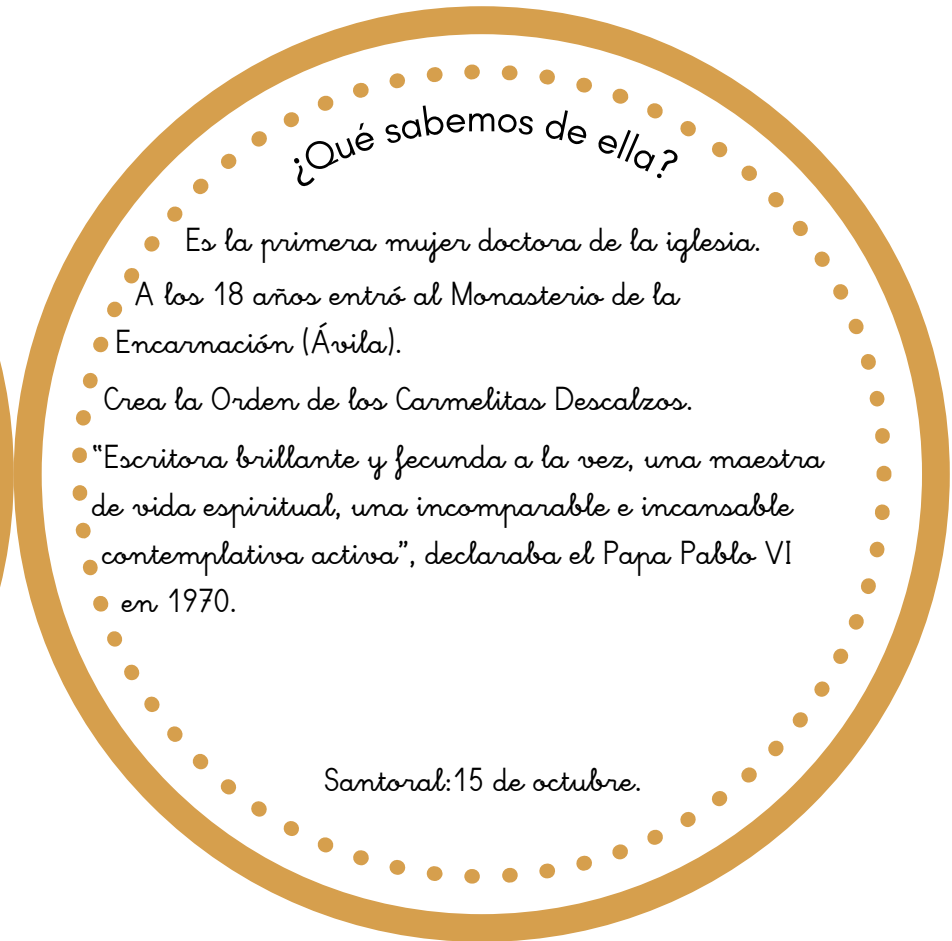 ¿Qué sabemos de ella?
Es la primera mujer doctora de la iglesia.
A los 18 años entró al Monasterio de la
Encarnación (Ávila).
Crea la Orden de los Carmelitas Descalzos.
"Escritora brillante y fecunda a la vez, una maestra
de vida espiritual, una incomparable e incansable
contemplativa activa", declaraba el Papa Pablo VI
en 1970.
Santoral:15 de octubre.